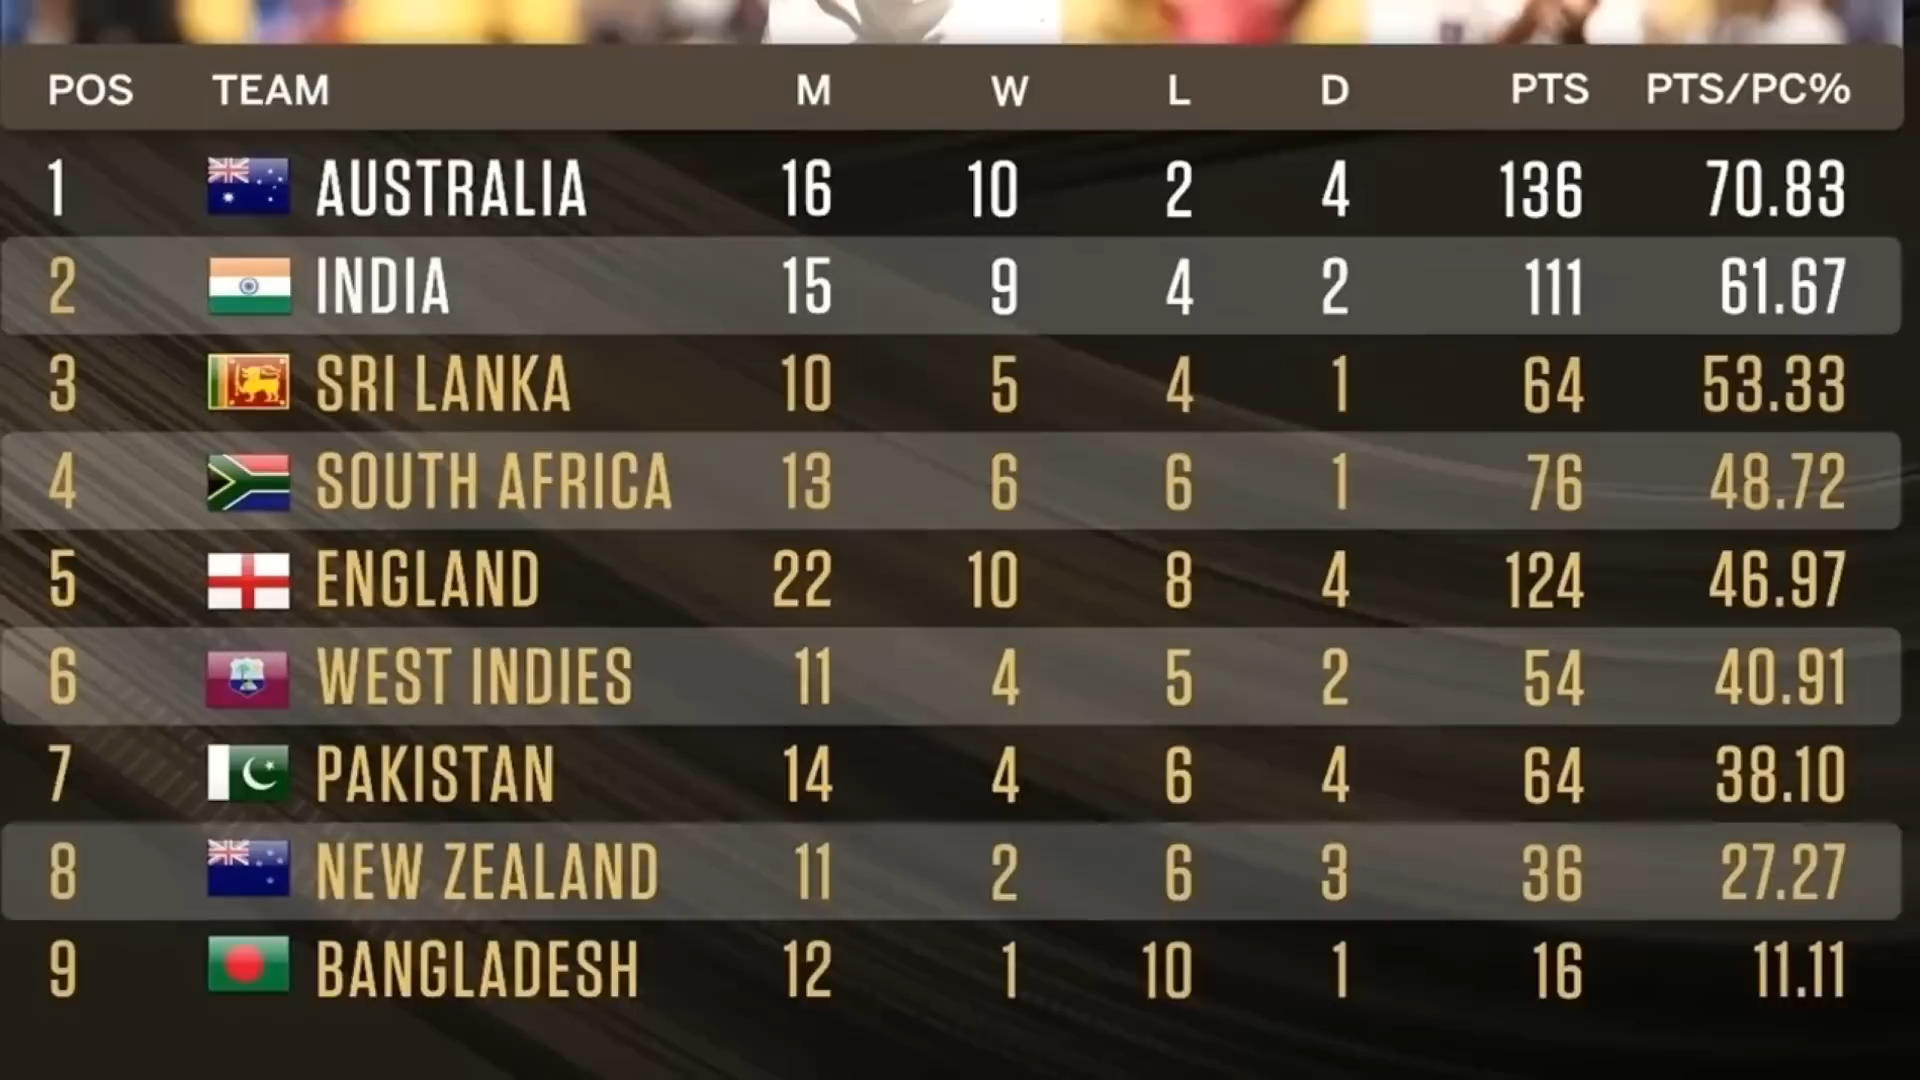 POS TEAM M W L D PTS PTS/PC%
1 AUSTRALIA 16 10 2 4 136 70.83
2 INDIA 15 9 4 2 111 61.67
3 SRI LANKA 10 5 4 1 64 53.33
4 SOUTH AFRICA 13 6 6 1 76 48.72
5 ENGLAND 22 10 8 4 124 46.97
6 WEST INDIES 11 4 5 2 54 40.91
7 PAKISTAN 14 4 6 4 64 38.10
8 NEW ZEALAND 11 2 6 3 36 27.27
9 BANGLADESH 12 1 10 1 16 11.11